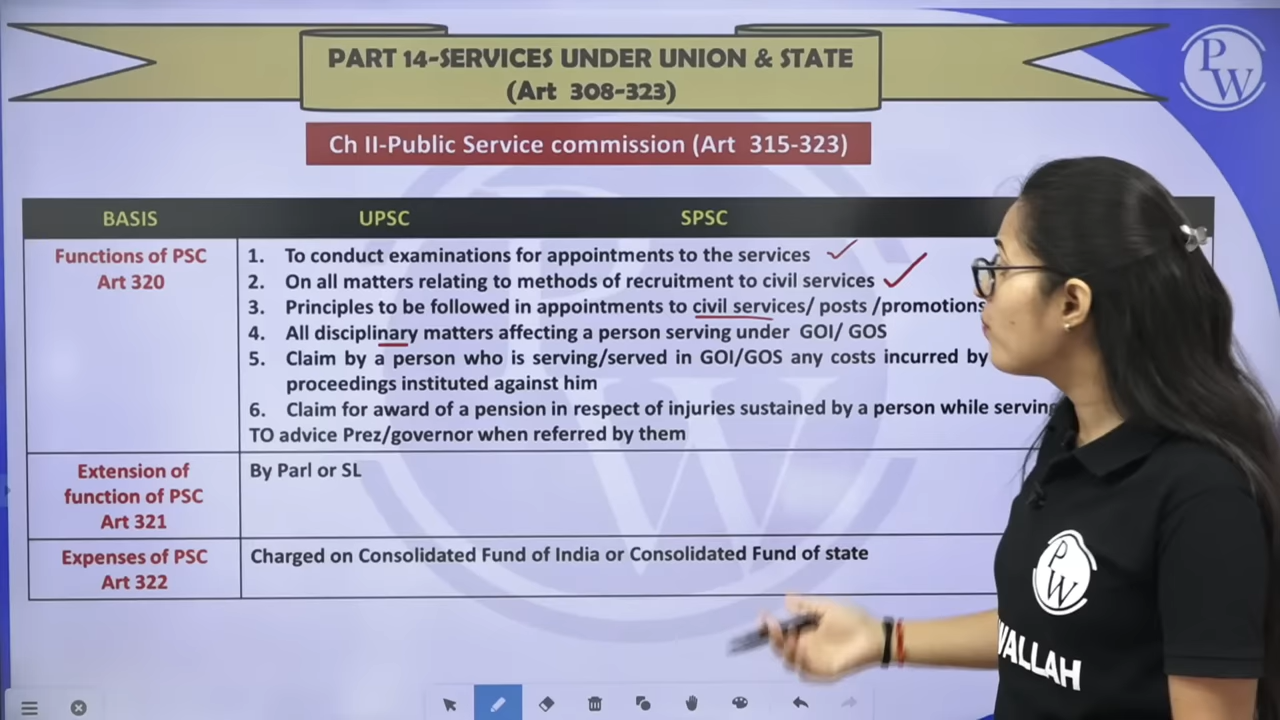 PART 14-SERVICES UNDER UNION & STATE
(Art 308-323)
PW
Ch II-Public Service commission (Art 315-323)
BASIS UPSC SPSC
Functions of PSC
Art 320
1. To conduct examinations for appointments to the services
2. On all matters relating to methods of recruitment to civil services
3. Principles to be followed in appointments to civil services/ posts /promotions
4. All disciplinary matters affecting a person serving under GOI/ GOS
5. Claim by a person who is serving/served in GOI/GOS any costs incurred by
proceedings instituted against him
6. Claim for award of a pension in respect of injuries sustained by a person while serving
TO advice Prez/governor when referred by them
Extension of
function of PSC
Art 321
By Parl or SL
Expenses of PSC
Art 322
Charged on Consolidated Fund of India or Consolidated Fund of state
PW
WALLAH